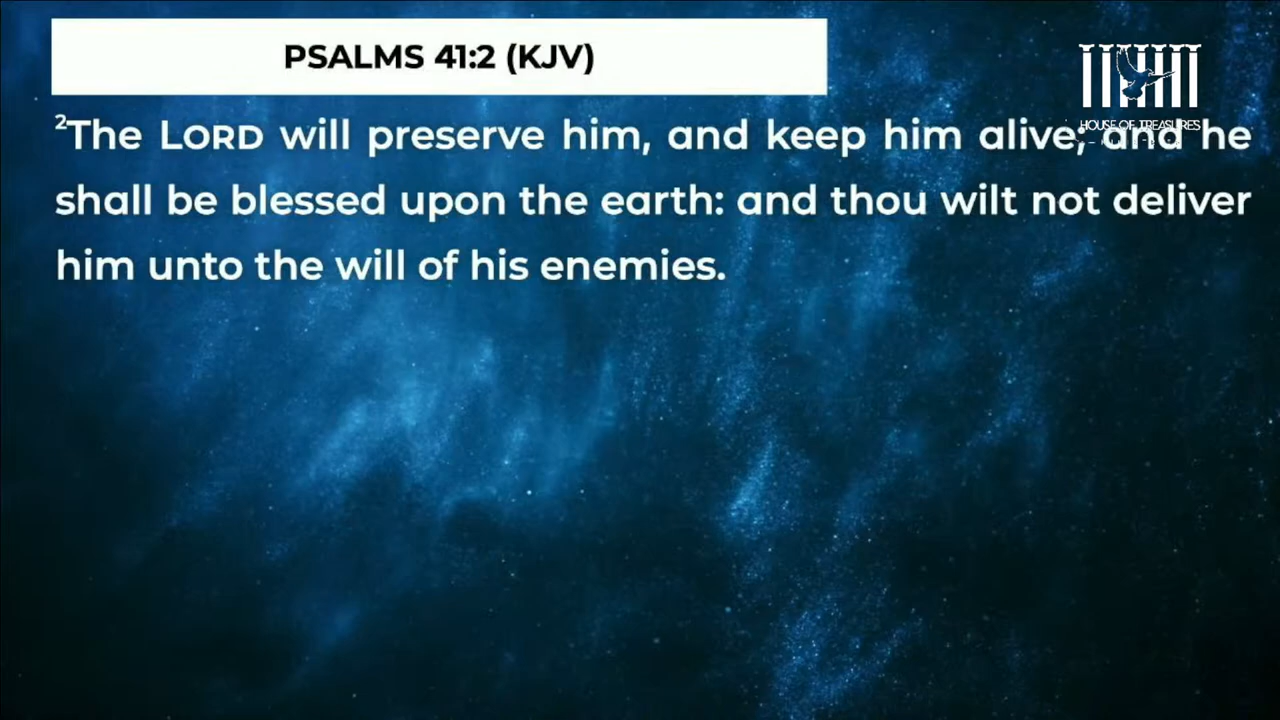 PSALMS 41:2 (KJV)
HOUSE OF TREASURES
²The LORD will preserve him, and keep him alive; and he
shall be blessed upon the earth: and thou wilt not deliver
him unto the will of his enemies.